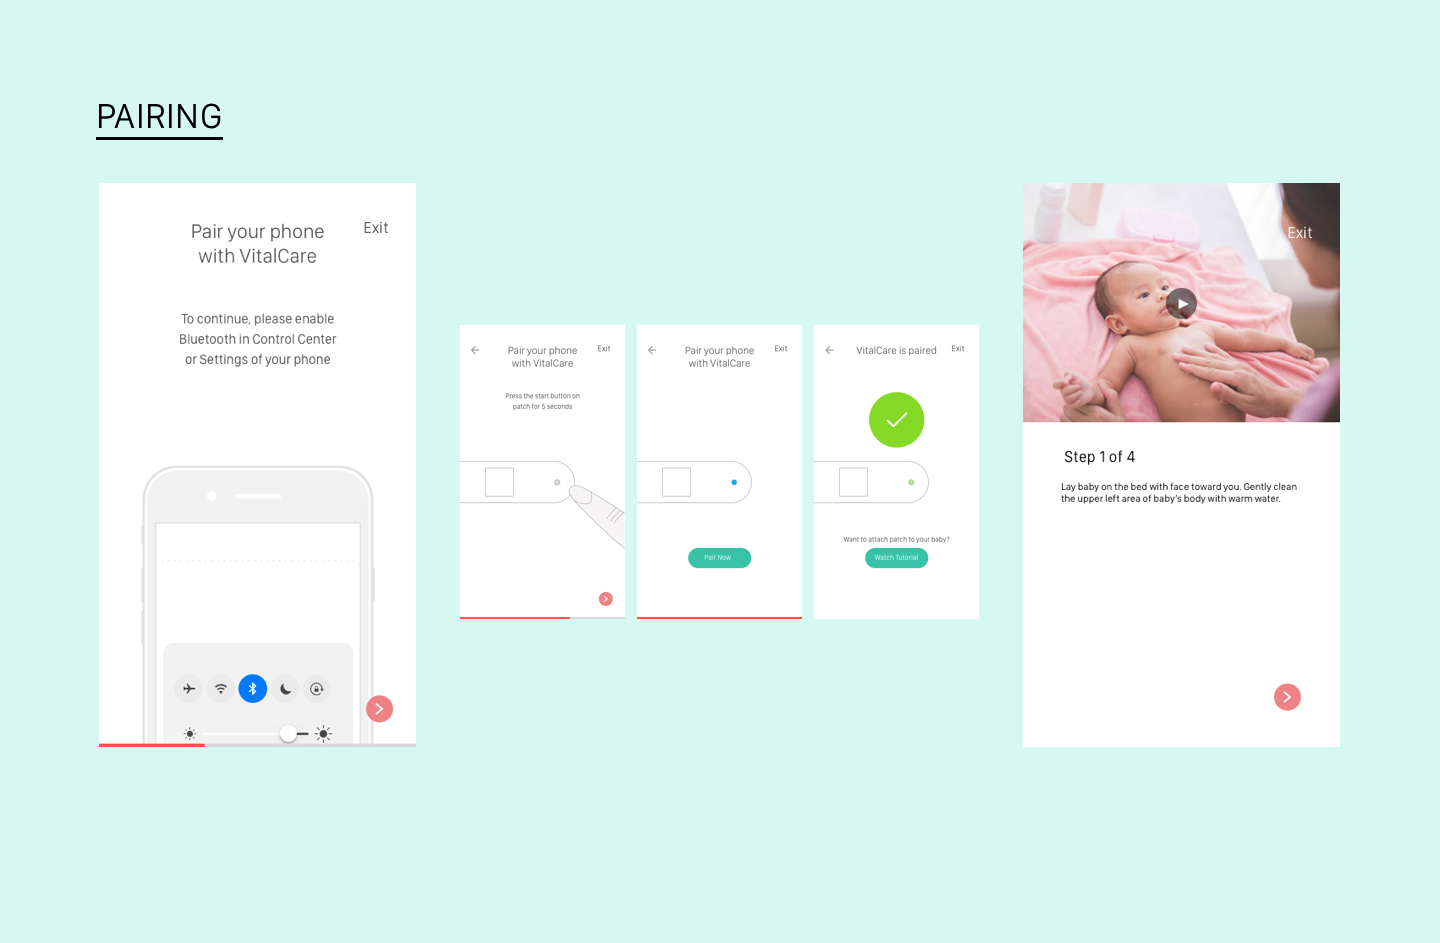 PAIRING
Pair your phone
with VitalCare
Exit
To continue, please enable
Bluetooth in Control Center
or Settings of your phone
Pair your phone
with VitalCare
Exit
Press the start button on
patch for 5 seconds
Pair your phone
with VitalCare
Exit
Pair Now
VitalCare is paired
Exit
Want to attach patch to your baby?
Watch Tutorial
Exit
Step 1 of 4
Lay baby on the bed with face toward you. Gently clean
the upper left area of baby's body with warm water.